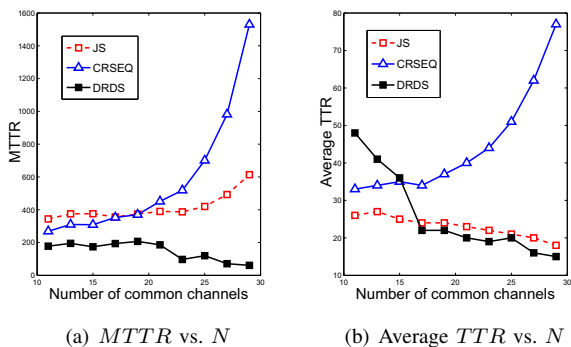 1600
1400
1200
1000
800
600
400
200
0
MTTR
JS
CRSEQ
DRDS
10 15 20 25 30
Number of common channels
(a) MTTR vs. N
80
70
60
50
40
30
20
10
Average TTR
JS
CRSEQ
DRDS
10 15 20 25 30
Number of common channels
(b) Average TTR vs. N